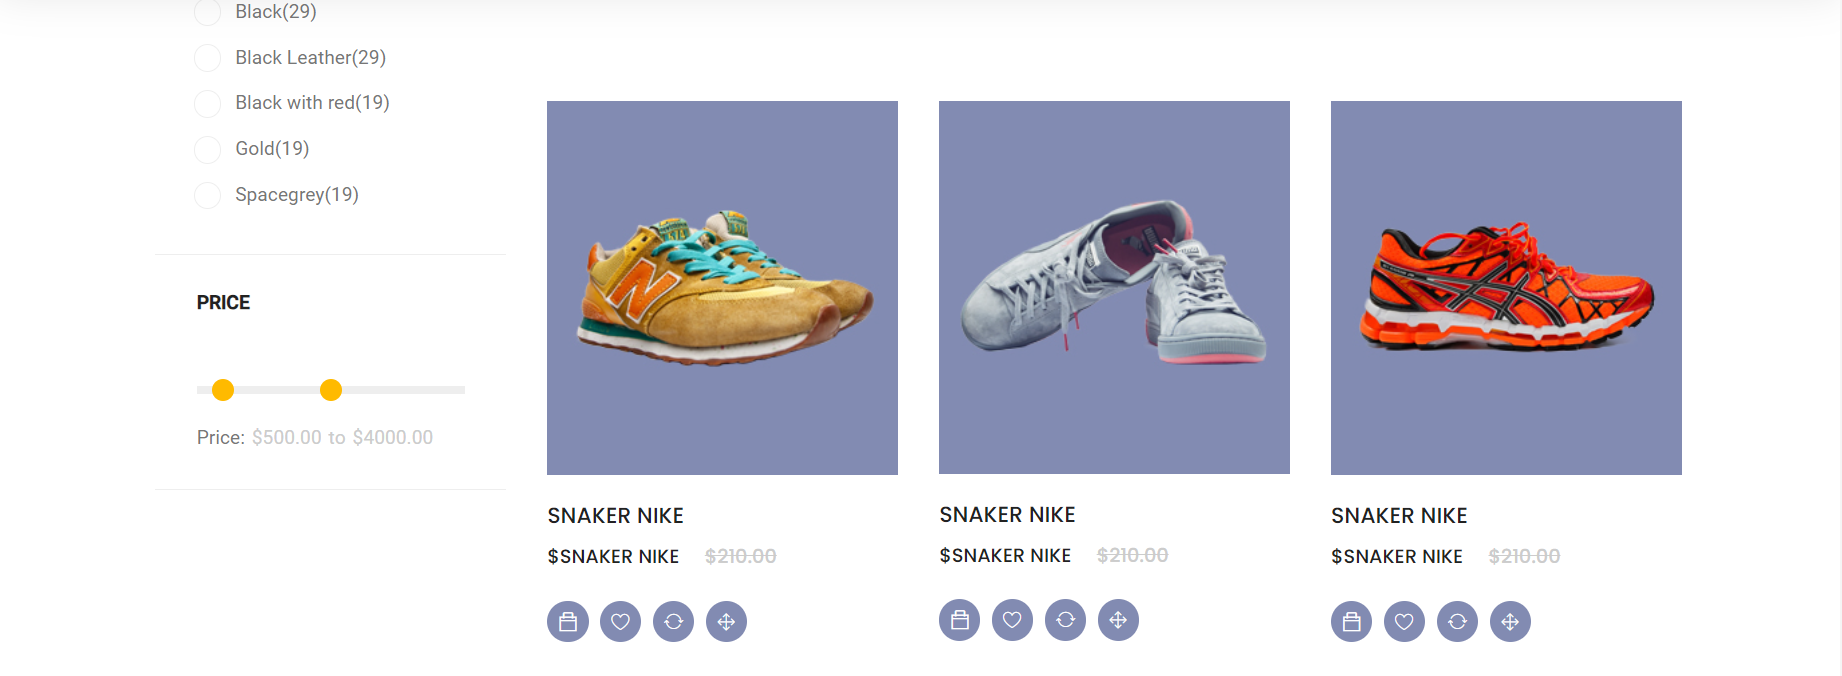 Black(29)
Black Leather(29)
Black with red(19)
Gold(19)
Spacegrey(19)
PRICE
Price: $500.00 to $4000.00
N
SNAKER NIKE
$SNAKER NIKE $210.00
SNAKER NIKE
$SNAKER NIKE $210.00
SNAKER NIKE
$SNAKER NIKE $210.00